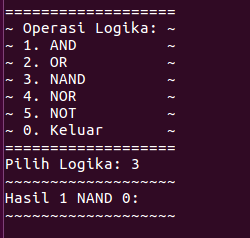 ===================
~ Operasi Logika: ~
~ 1. AND          ~
~ 2. OR           ~
~ 3. NAND         ~
~ 4. NOR          ~
~ 5. NOT          ~
~ 0. Keluar       ~
===================
Pilih Logika: 3
~~~~~~~~~~~~~~~~~~~
Hasil 1 NAND 0:
~~~~~~~~~~~~~~~~~~~